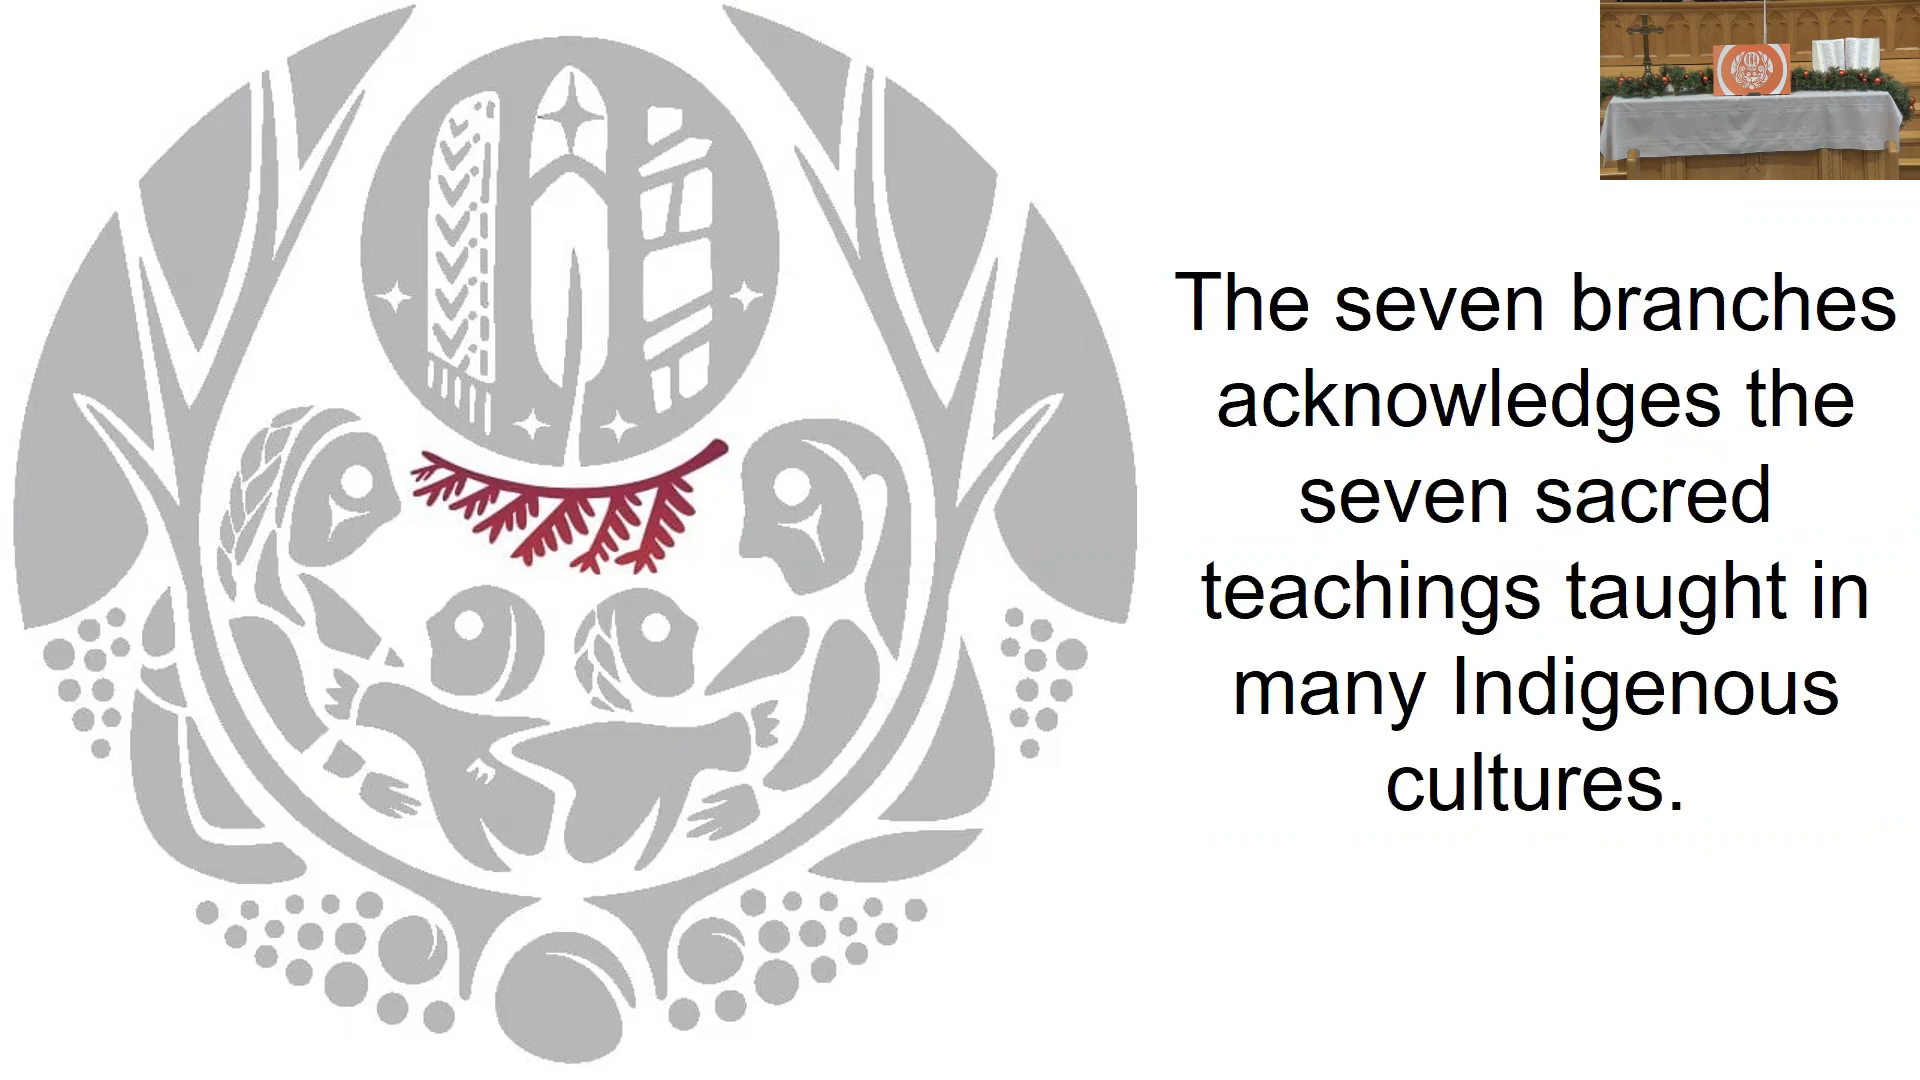 The seven branches
acknowledges the
seven sacred
teachings taught in
many Indigenous
cultures.